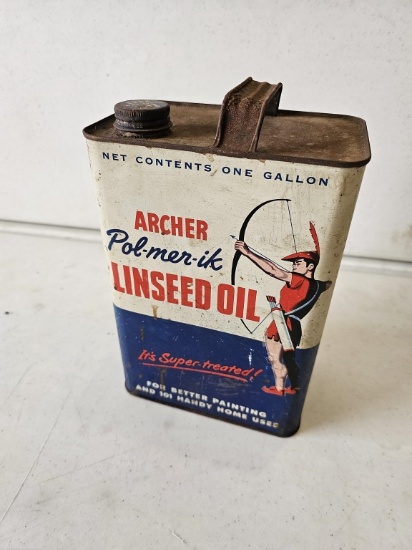 NET CONTENTS ONE GALLON
ARCHER
Pol-mer-ik
LINSEED OIL
It's Super-treated!
FOR BETTER PAINTING
AND 101 HANDY HOME USES